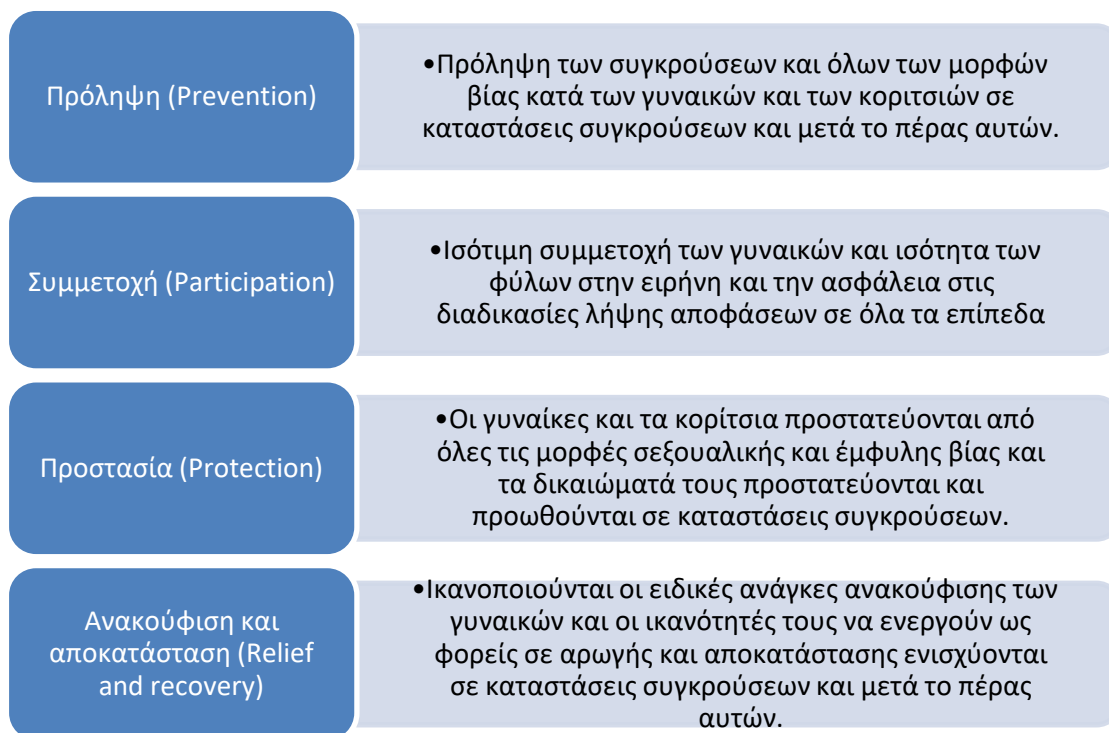 Πρόληψη (Prevention)
•Πρόληψη των συγκρούσεων και όλων των μορφών
βίας κατά των γυναικών και των κοριτσιών σε
καταστάσεις συγκρούσεων και μετά το πέρας αυτών.
Συμμετοχή (Participation)
•Ισότιμη συμμετοχή των γυναικών και ισότητα των
φύλων στην ειρήνη και την ασφάλεια στις
διαδικασίες λήψης αποφάσεων σε όλα τα επίπεδα
Προστασία (Protection)
•Οι γυναίκες και τα κορίτσια προστατεύονται από
όλες τις μορφές σεξουαλικής και έμφυλης βίας και
τα δικαιώματά τους προστατεύονται και
προωθούνται σε καταστάσεις συγκρούσεων.
Ανακούφιση και
αποκατάσταση (Relief
and recovery)
•Ικανοποιούνται οι ειδικές ανάγκες ανακούφισης των
γυναικών και οι ικανότητές τους να ενεργούν ως
φορείς σε αρωγής και αποκατάστασης ενισχύονται
σε καταστάσεις συγκρούσεων και μετά το πέρας
αυτών.